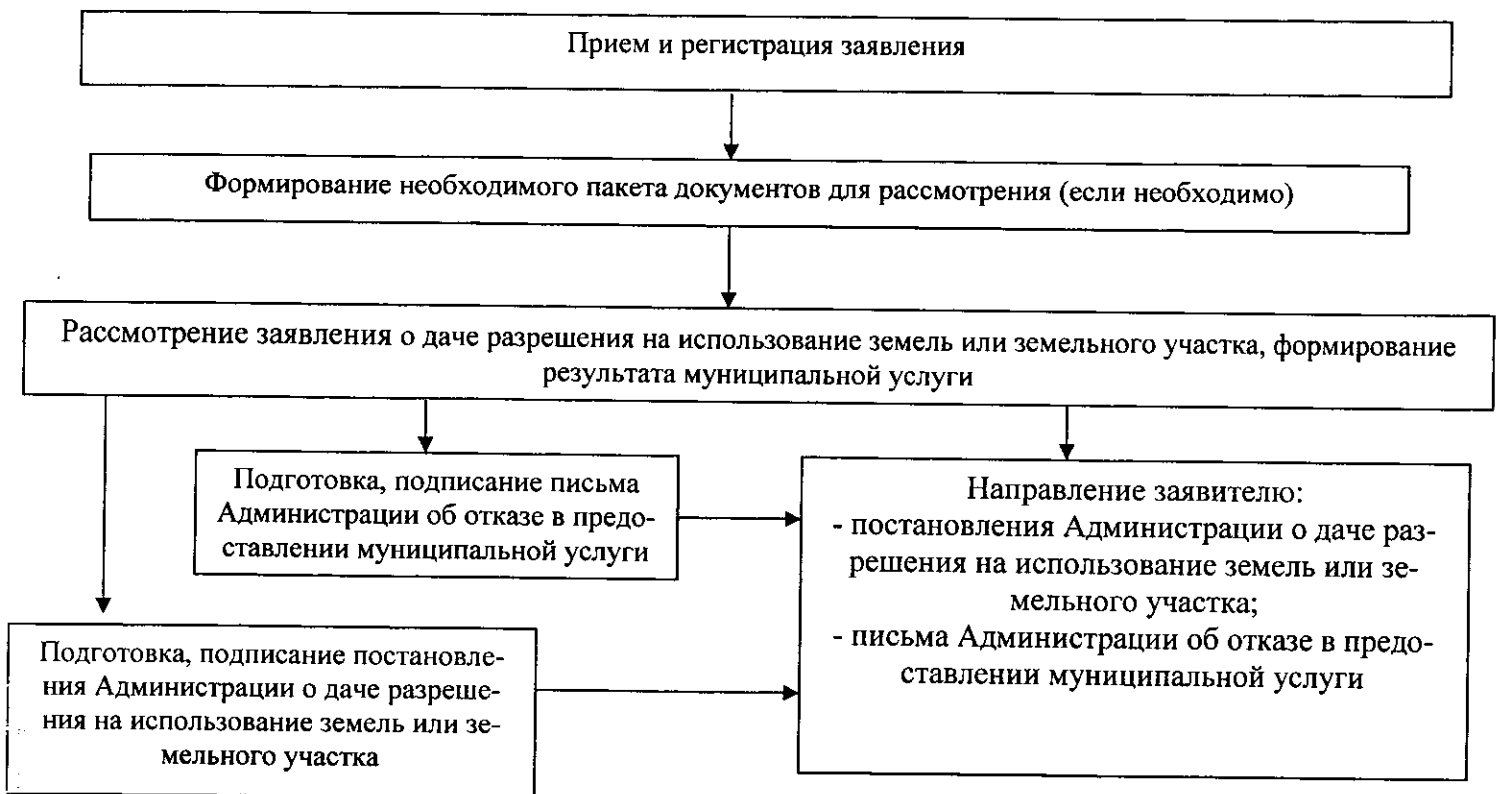 Прием и регистрация заявления
Формирование необходимого пакета документов для рассмотрения (если необходимо)
Рассмотрение заявления о даче разрешения на использование земель или земельного участка, формирование
результата муниципальной услуги
Подготовка, подписание письма
Администрации об отказе в предо-
ставлении муниципальной услуги
Направление заявителю:
- постановления Администрации о даче раз-
решения на использование земель или зе-
мельного участка;
- письма Администрации об отказе в предо-
ставлении муниципальной услуги
Подготовка, подписание постановле-
ния Администрации о даче разреше-
ния на использование земель или зе-
мельного участка